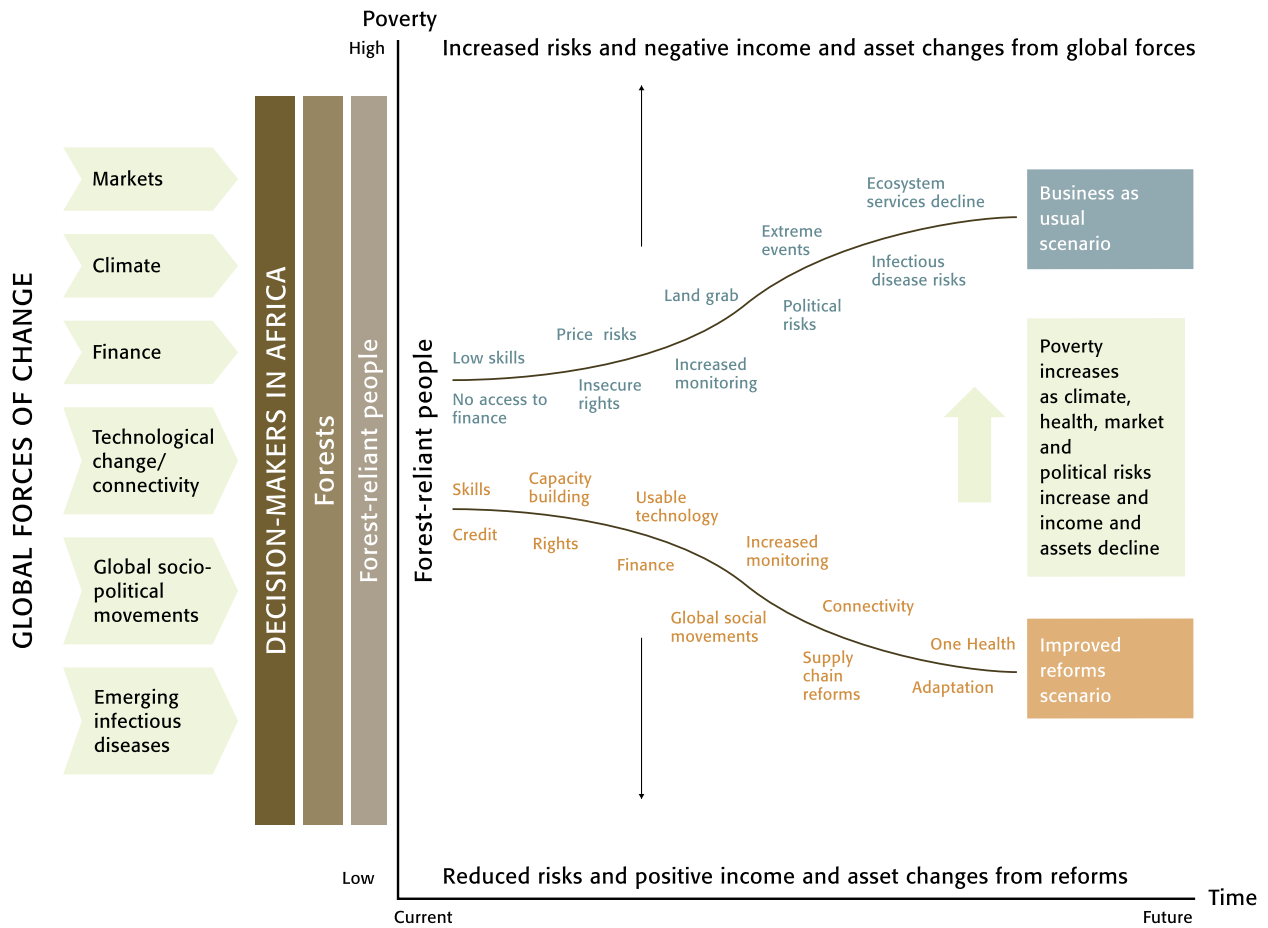 Poverty
High
Increased risks and negative income and asset changes from global forces
GLOBAL FORCES OF CHANGE
Markets
Climate
Finance
Technological
change/
connectivity
Global socio-
political
movements
Emerging
infectious
diseases
DECISION-MAKERS IN AFRICA
Forests
Forest-reliant people
Forest-reliant people
Low skills
No access to
finance
Price risks
Insecure
rights
Land grab
Increased
monitoring
Extreme
events
Political
risks
Ecosystem
services decline
Infectious
disease risks
Business as
usual
scenario
Poverty
increases
as climate,
health, market
and
political risks
increase and
income and
assets decline
Skills
Credit
Capacity
building
Rights
Usable
technology
Finance
Increased
monitoring
Global social
movements
Connectivity
Supply
chain
reforms
One Health
Adaptation
Improved
reforms
scenario
Low
Reduced risks and positive income and asset changes from reforms
Time
Current
Future